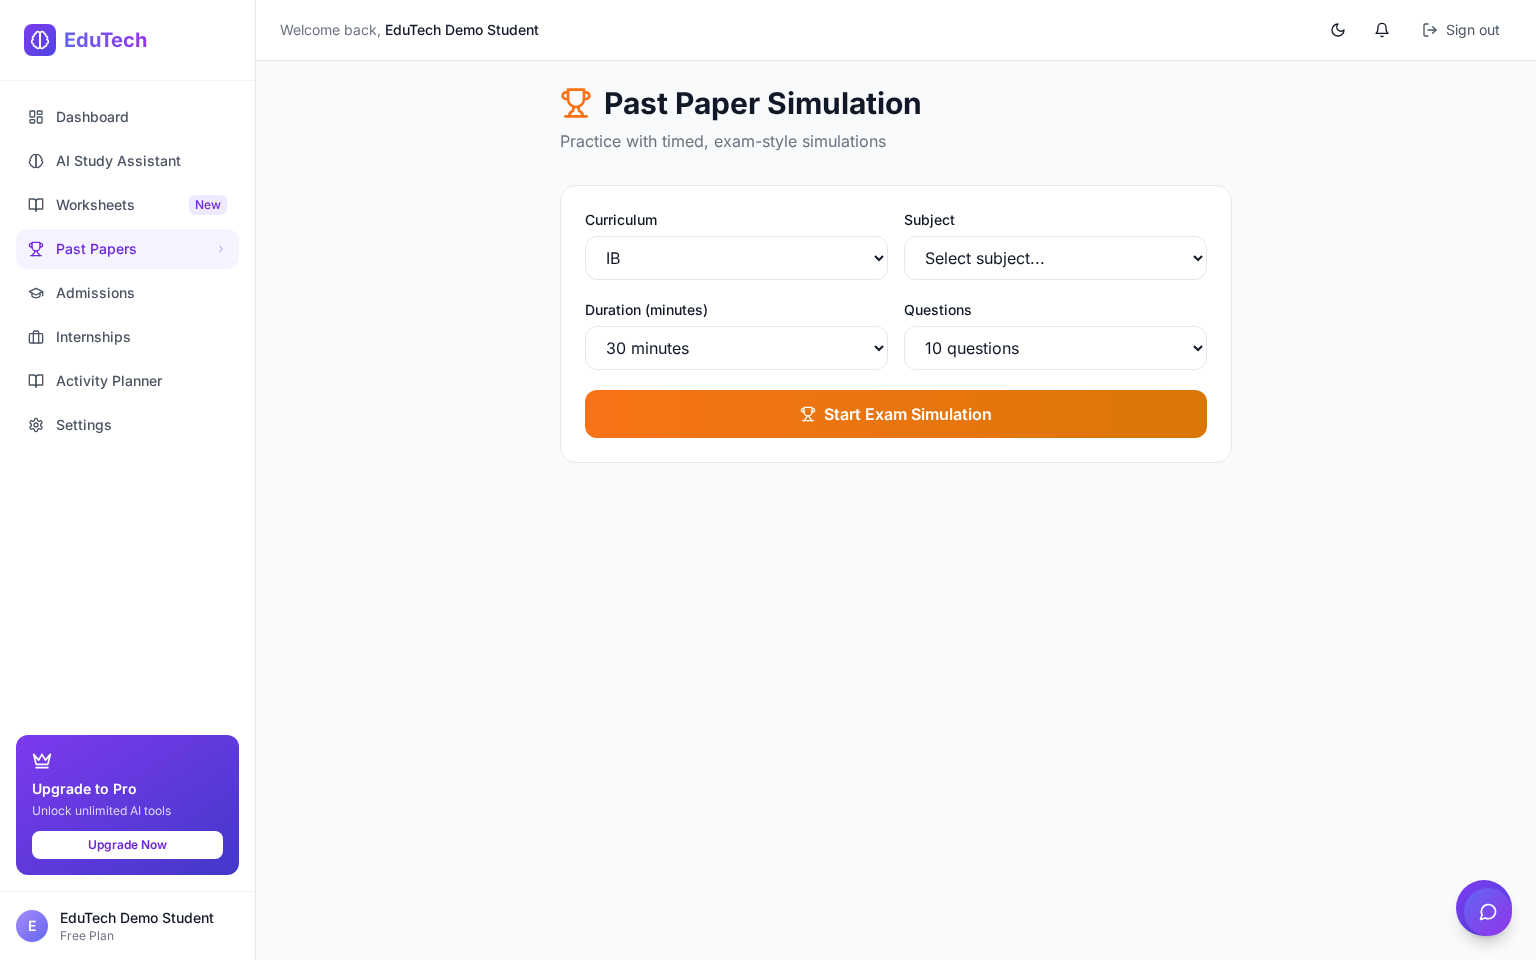 EduTech
Dashboard
AI Study Assistant
Worksheets New
Past Papers
Admissions
Internships
Activity Planner
Settings
Upgrade to Pro
Unlock unlimited AI tools
Upgrade Now
E
EduTech Demo Student
Free Plan
Welcome back, EduTech Demo Student
Sign out
Past Paper Simulation
Practice with timed, exam-style simulations
Curriculum
IB
Subject
Select subject...
Duration (minutes)
30 minutes
Questions
10 questions
Start Exam Simulation